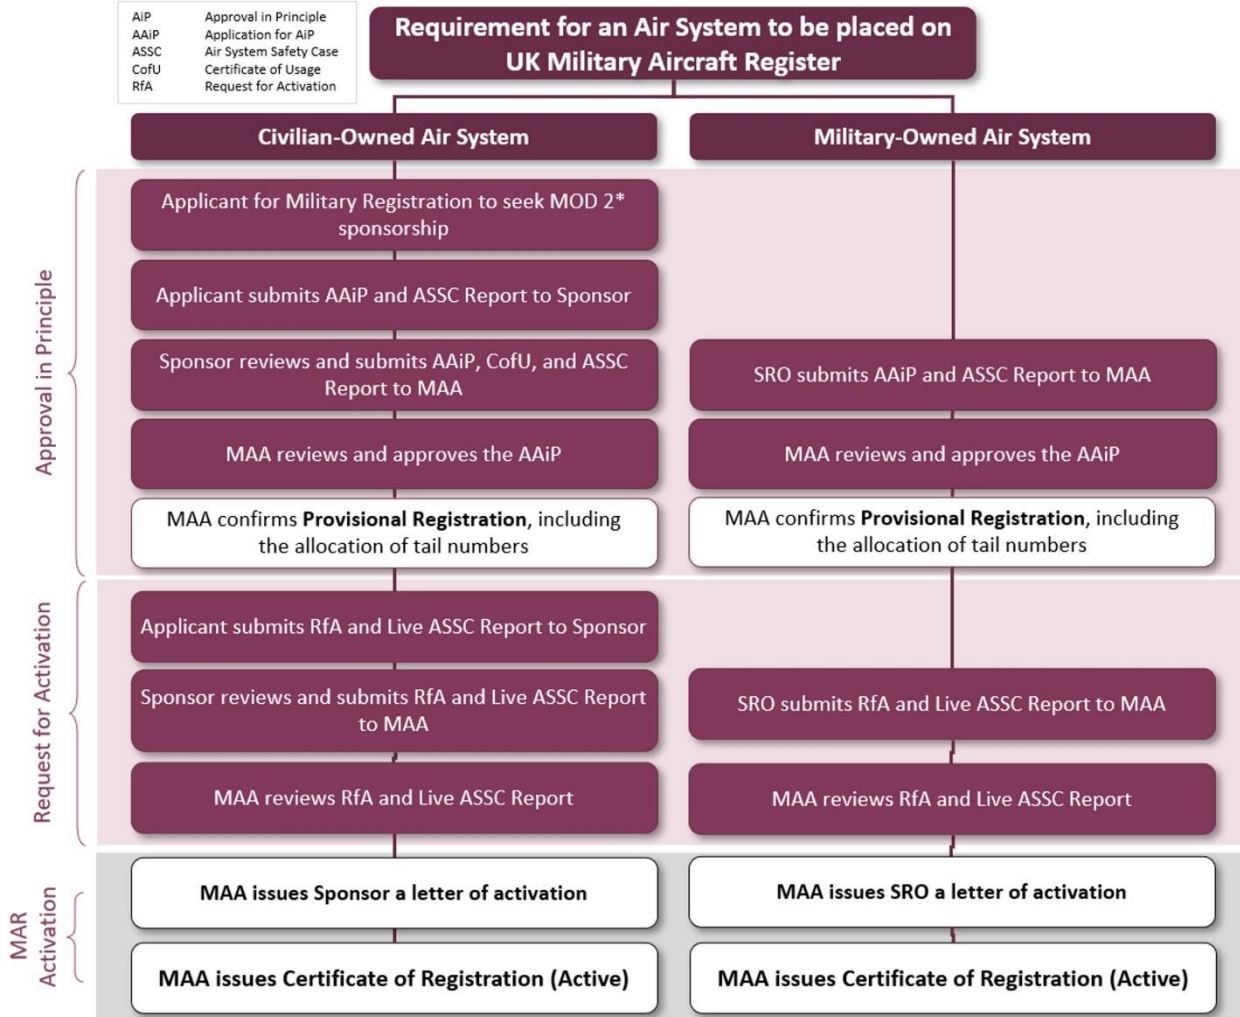 AiP Approval in Principle
AAiP Application for AiP
ASSC Air System Safety Case
CofU Certificate of Usage
RfA Request for Activation
Requirement for an Air System to be placed on
UK Military Aircraft Register
Civilian-Owned Air System
Military-Owned Air System
Approval in Principle
Applicant for Military Registration to seek MOD 2*
sponsorship
Applicant submits AAiP and ASSC Report to Sponsor
Sponsor reviews and submits AAiP, CofU, and ASSC
Report to MAA
SRO submits AAiP and ASSC Report to MAA
MAA reviews and approves the AAiP
MAA reviews and approves the AAiP
MAA confirms Provisional Registration, including
the allocation of tail numbers
MAA confirms Provisional Registration, including
the allocation of tail numbers
Request for Activation
Applicant submits RfA and Live ASSC Report to Sponsor
Sponsor reviews and submits RfA and Live ASSC Report
to MAA
SRO submits RfA and Live ASSC Report to MAA
MAA reviews RfA and Live ASSC Report
MAA reviews RfA and Live ASSC Report
MAR
Activation
MAA issues Sponsor a letter of activation
MAA issues SRO a letter of activation
MAA issues Certificate of Registration (Active)
MAA issues Certificate of Registration (Active)